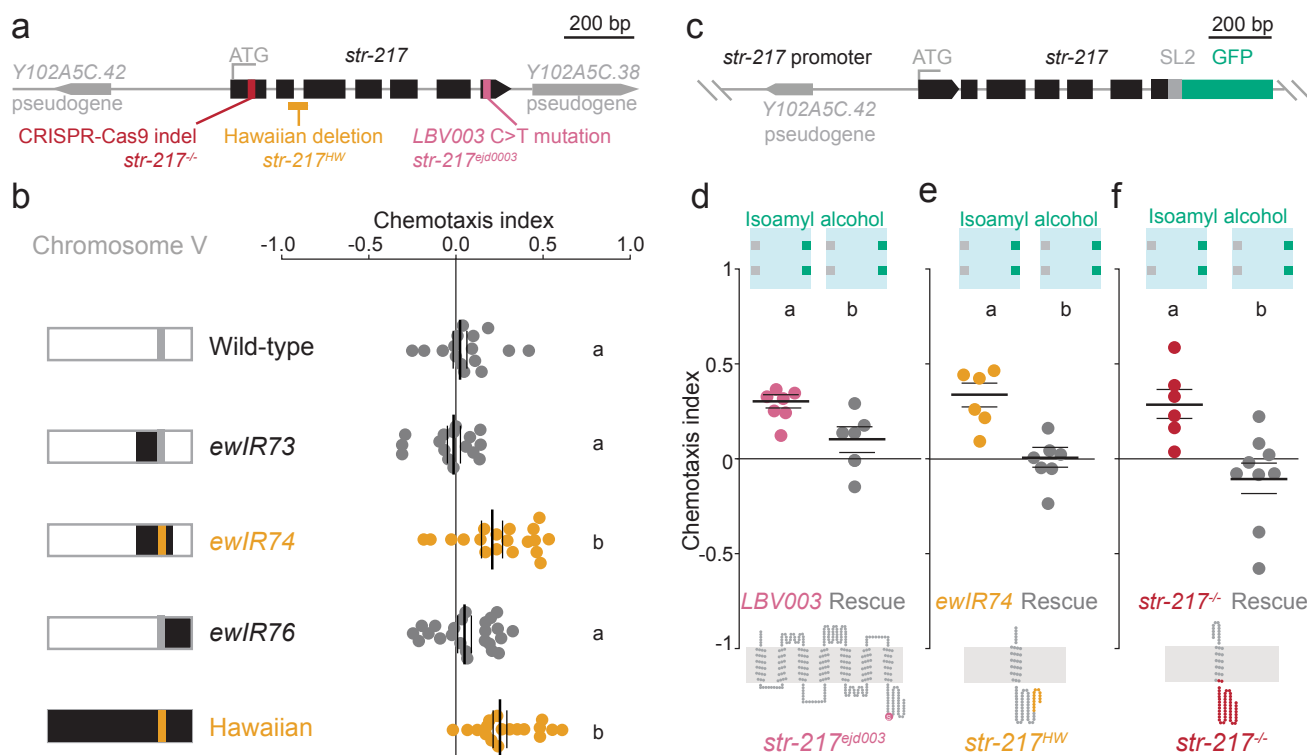 a
200 bp
str-217
ATG
Y102A5C.42
pseudogene
Y102A5C.38
pseudogene
CRISPR-Cas9 indel
str-217-/-
Hawaiian deletion
str-217HW
LBV003 C>T mutation
str-217ejd0003
b
Chemotaxis index
Chromosome V
-1.0 -0.5 0.0 0.5 1.0
Wild-type a
ewIR73 a
ewIR74 b
ewIR76 a
Hawaiian b
c
200 bp
str-217 promoter
ATG
str-217
SL2
GFP
Y102A5C.42
pseudogene
d
Isoamyl alcohol
a b
Chemotaxis index
1
0.5
0
-0.5
-1
LBV003 Rescue
str-217ejd003
e
Isoamyl alcohol
a b
ewIR74 Rescue
str-217HW
f
Isoamyl alcohol
a b
str-217-/- Rescue
str-217-/-